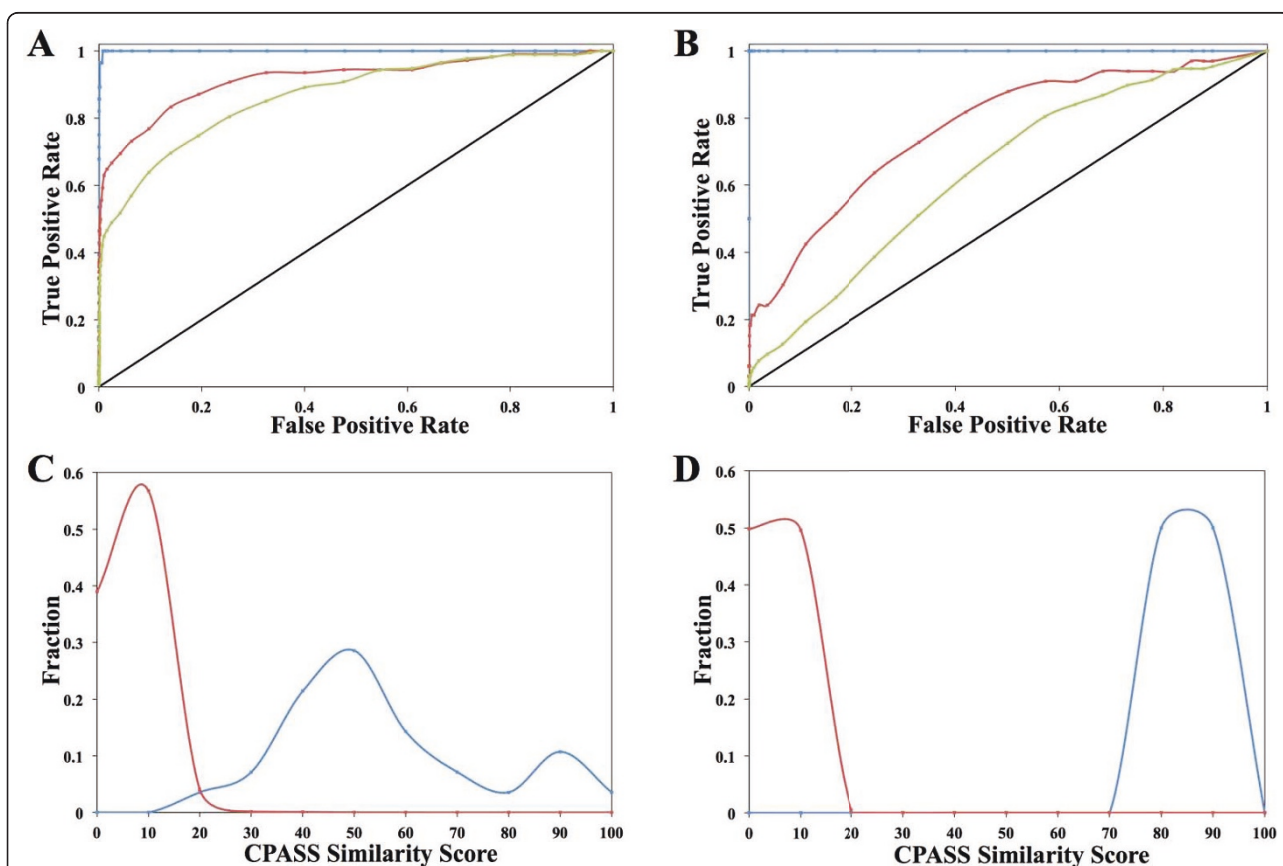 A
True Positive Rate
1
0.8
0.6
0.4
0.2
0
0 0.2 0.4 0.6 0.8 1
False Positive Rate
B
True Positive Rate
1
0.8
0.6
0.4
0.2
0
0 0.2 0.4 0.6 0.8 1
False Positive Rate
C
Fraction
0.6
0.5
0.4
0.3
0.2
0.1
0
0 10 20 30 40 50 60 70 80 90 100
CPASS Similarity Score
D
Fraction
0.6
0.5
0.4
0.3
0.2
0.1
0
0 10 20 30 40 50 60 70 80 90 100
CPASS Similarity Score